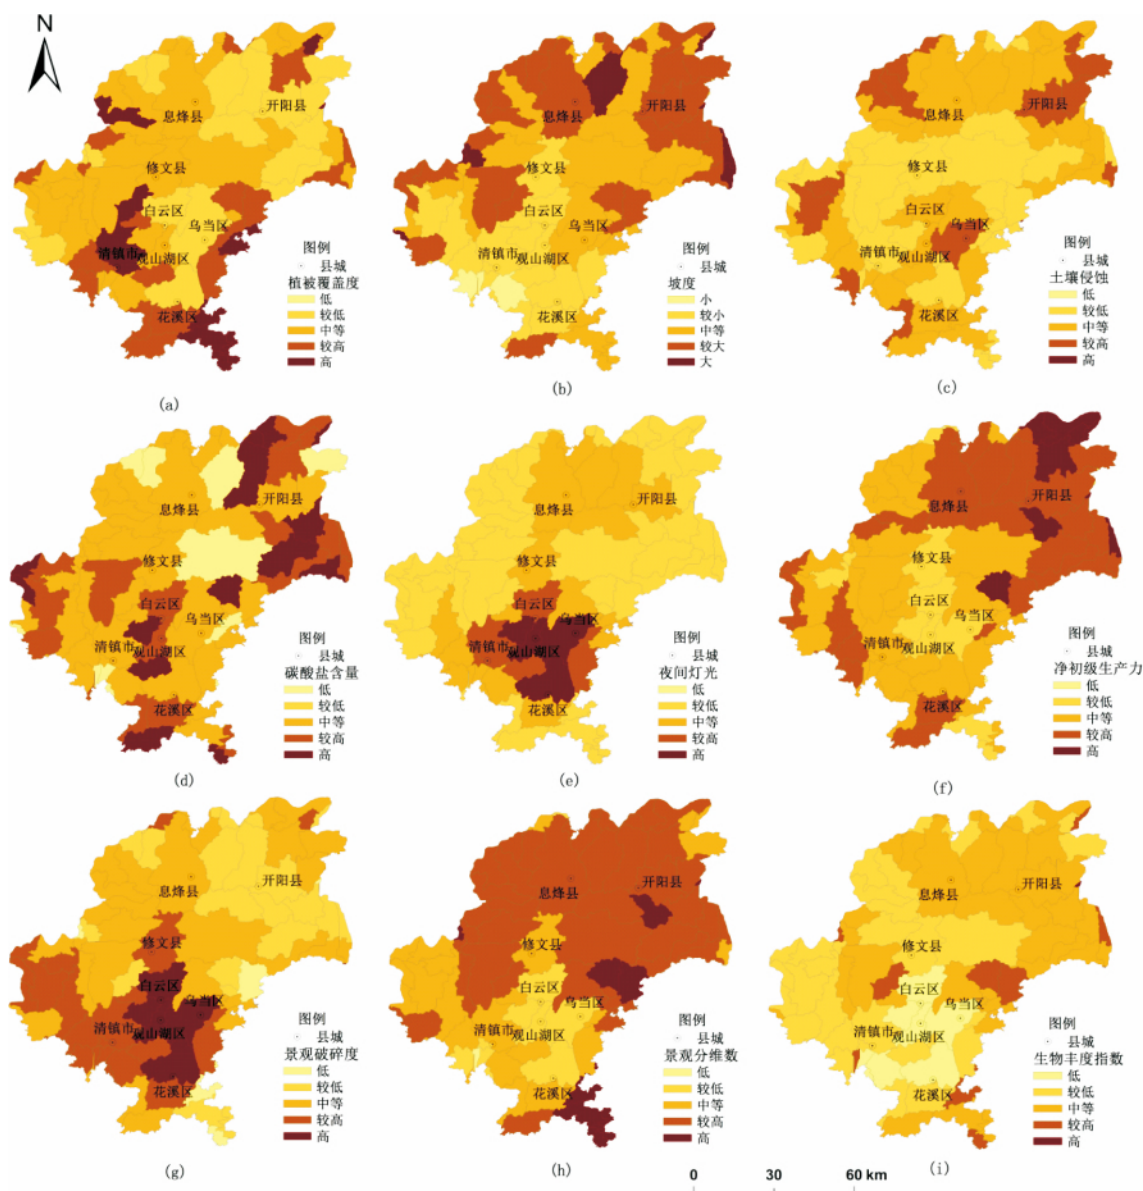 N
息烽县
开阳县
修文县
白云区
乌当区
清镇市
观山湖区
花溪区
图例
县城
植被覆盖度
低
较低
中等
较高
高
(a)
息烽县
开阳县
修文县
白云区
乌当区
清镇市
观山湖区
花溪区
图例
县城
坡度
小
较小
中等
较大
大
(b)
息烽县
开阳县
修文县
白云区
乌当区
清镇市
观山湖区
花溪区
图例
县城
土壤侵蚀
低
较低
中等
较高
高
(c)
息烽县
开阳县
修文县
白云区
乌当区
清镇市
观山湖区
花溪区
图例
县城
碳酸盐含量
低
较低
中等
较高
高
(d)
息烽县
开阳县
修文县
白云区
乌当区
清镇市
观山湖区
花溪区
图例
县城
夜间灯光
低
较低
中等
较高
高
(e)
息烽县
开阳县
修文县
白云区
乌当区
清镇市
观山湖区
花溪区
图例
县城
净初级生产力
低
较低
中等
较高
高
(f)
息烽县
开阳县
修文县
白云区
乌当区
清镇市
观山湖区
花溪区
图例
县城
景观破碎度
低
较低
中等
较高
高
(g)
息烽县
开阳县
修文县
白云区
乌当区
清镇市
观山湖区
花溪区
图例
县城
景观分维数
低
较低
中等
较高
高
(h)
息烽县
开阳县
修文县
白云区
乌当区
清镇市
观山湖区
花溪区
图例
县城
生物丰度指数
低
较低
中等
较高
高
(i)
0 30 60 km